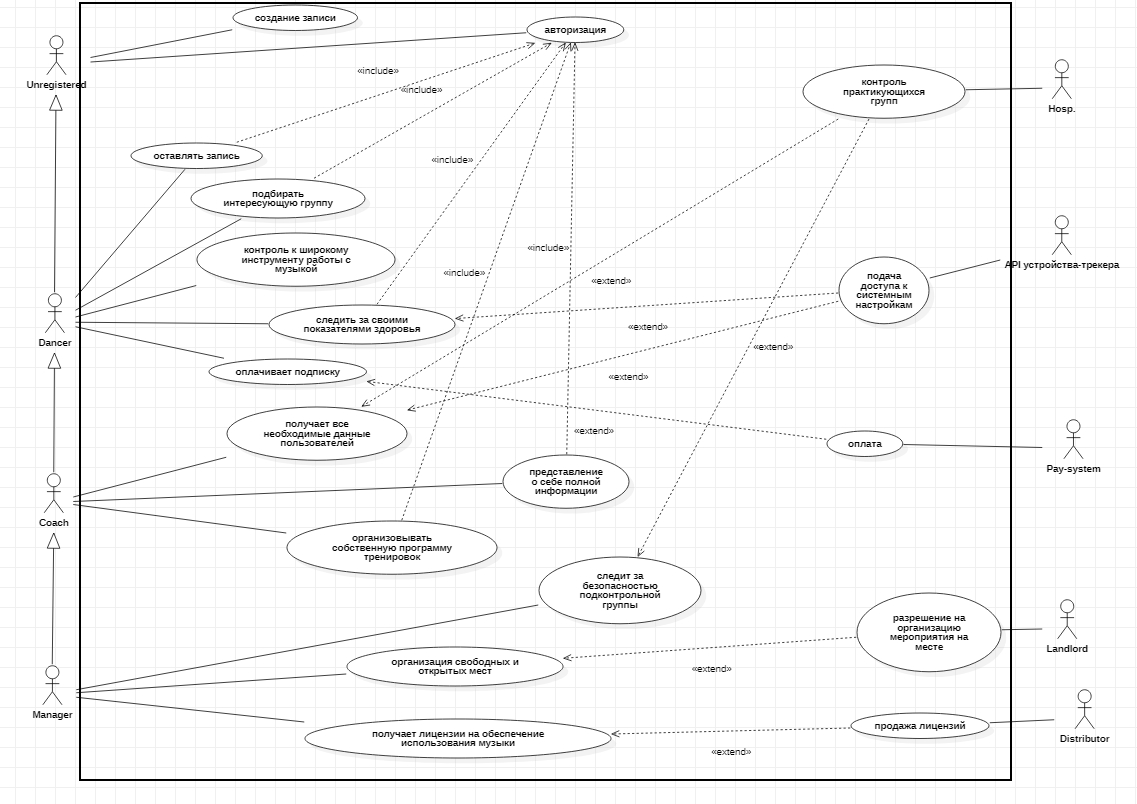 создание записи
авторизация
Unregistered
«include»
«include»
контроль
практикующихся
групп
Hosp.
оставлять запись
«include»
подбирать
интересующую группу
контроль к широкому
инструменту работы с
музыкой
«include»
«include»
«extend»
API устройства-трекера
подача
доступа к
системным
настройкам
следить за своими
показателями здоровья
«extend»
Dancer
«extend»
оплачивает подписку
«extend»
получает все
необходимые данные
пользователей
«extend»
оплата
Pay-system
представление
о себе полной
информации
Coach
организовывать
собственную программу
тренировок
следит за
безопасностью
подконтрольной
группы
разрешение на
организацию
мероприятия на
месте
Landlord
организация свободных и
открытых мест
«extend»
Manager
получает лицензии на обеспечение
использования музыки
«extend»
продажа лицензий
Distributor